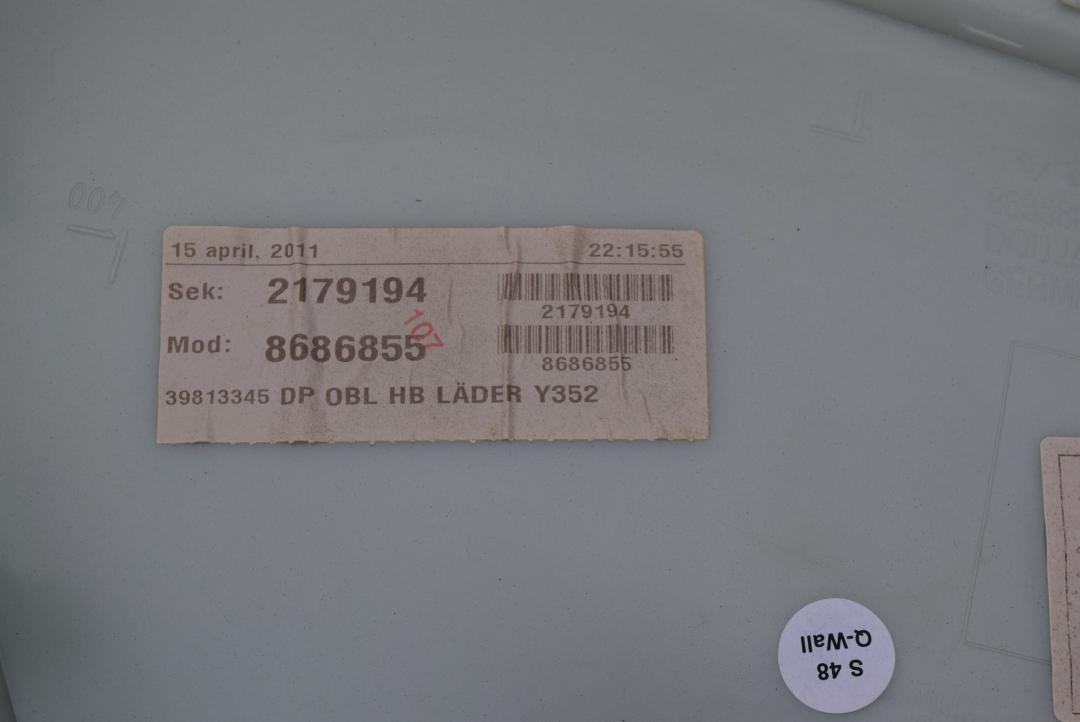 400
15 april, 2011 22:15:55
Sek: 2179194
2179194
107
Mod: 8686855
8686855
39813345 DP OBL HB LÄDER Y352
S 48
Q-Wall